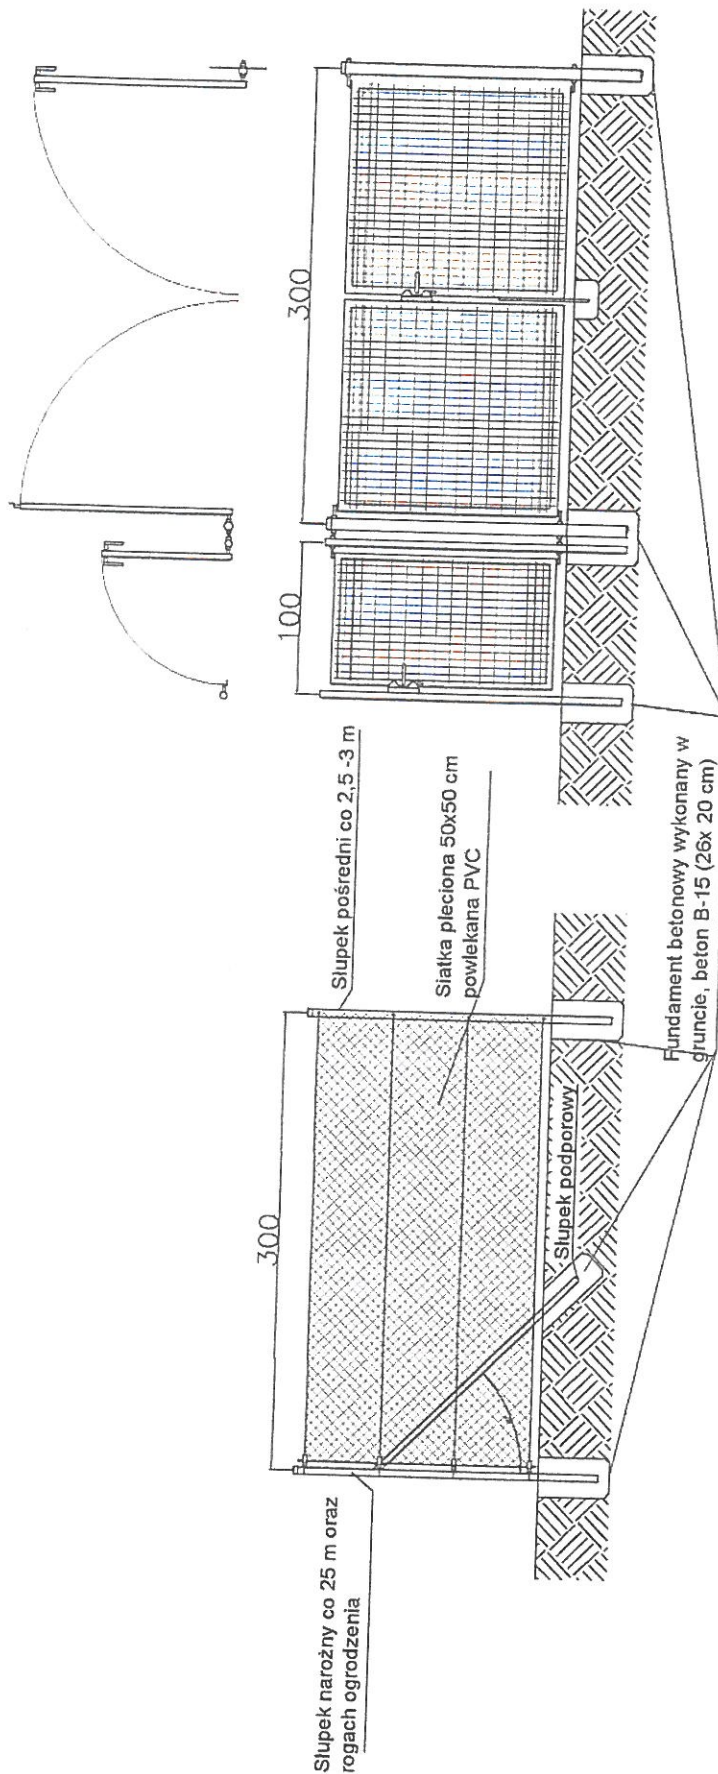 Słupek narożny co 25 m oraz
rogach ogrodzenia
300
Słupek pośredni co 2,5 -3 m
Siatka pleciona 50x50 cm
powlekana PVC
Słupek podporowy
Fundament betonowy wykonany w
gruncie, beton B-15 (26x 20 cm)
100
300